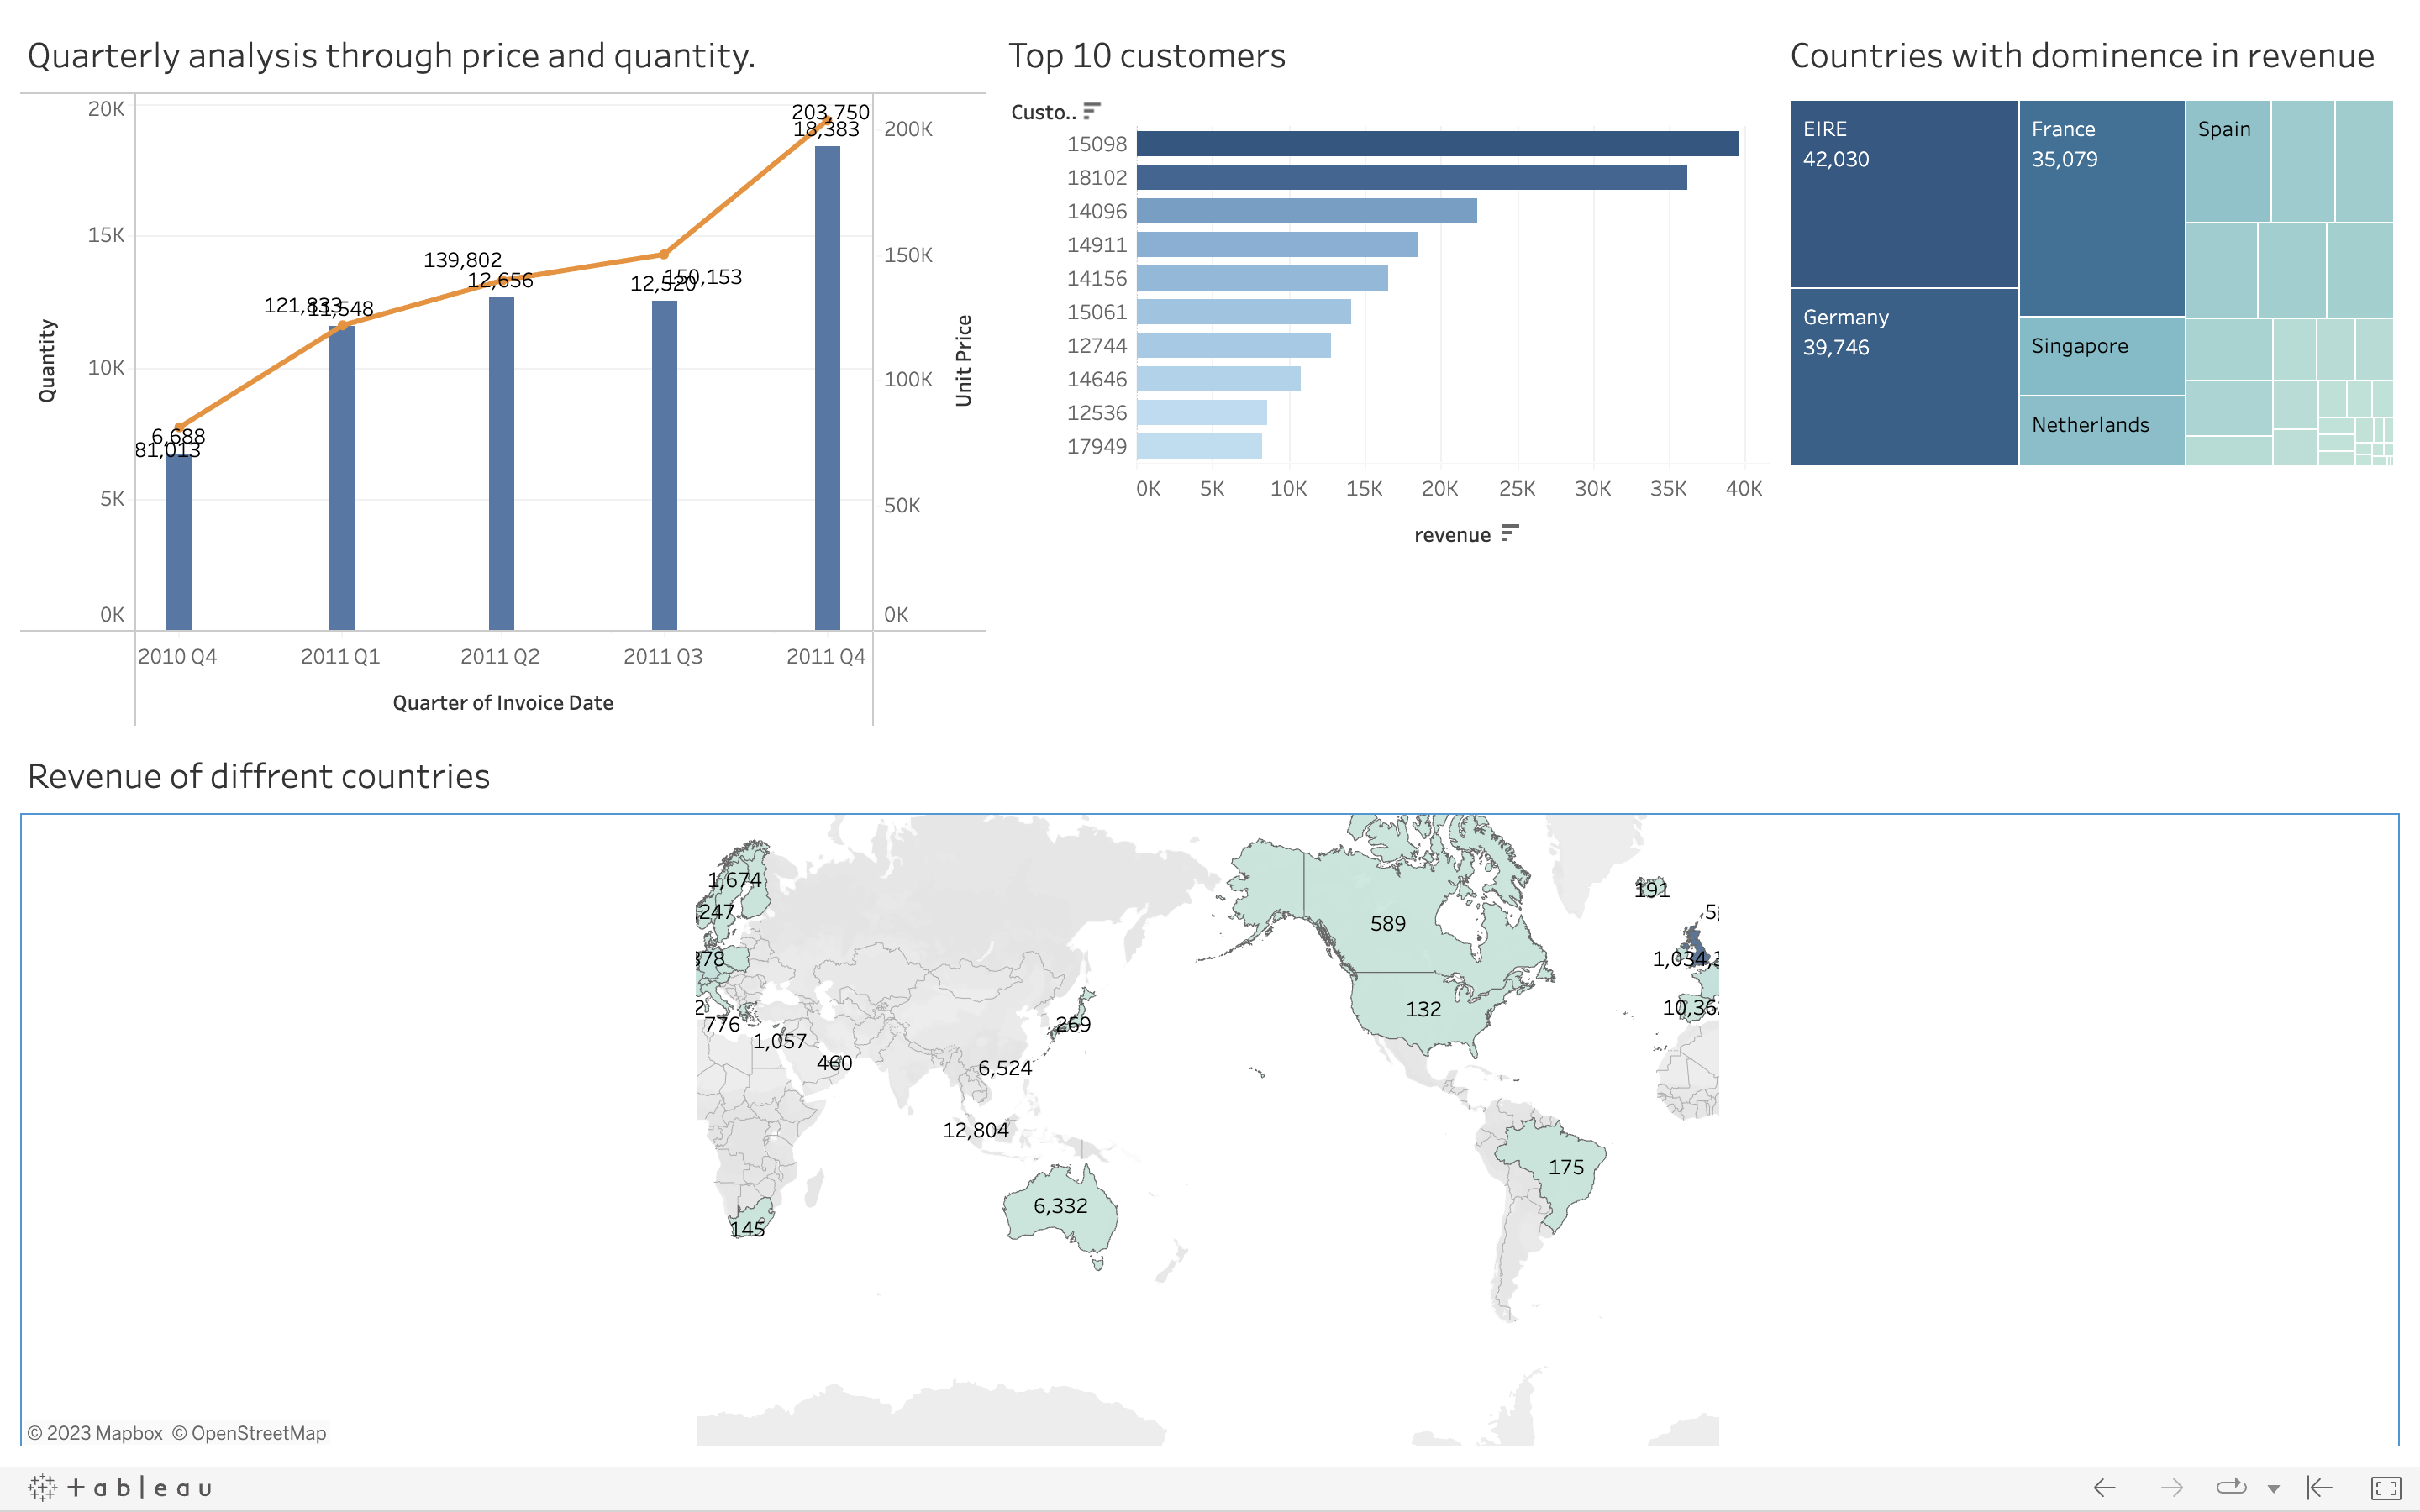 Quarterly analysis through price and quantity.
20K
15K
10K
5K
0K
Quantity
203,750
18,383
139,802
12,656
12,520
150,153
121,833
11,548
6,688
81,013
200K
150K
100K
50K
0K
Unit Price
2010 Q4 2011 Q1 2011 Q2 2011 Q3 2011 Q4
Quarter of Invoice Date
Top 10 customers
Custo..
15098
18102
14096
14911
14156
15061
12744
14646
12536
17949
0K 5K 10K 15K 20K 25K 30K 35K 40K
revenue
Countries with dominence in revenue
EIRE
42,030
Germany
39,746
France
35,079
Singapore
Netherlands
Spain
Revenue of diffrent countries
1,674
247
378
776
1,057
460
269
6,524
12,804
6,332
145
589
132
175
191
5,
1,034,
10,36
© 2023 Mapbox © OpenStreetMap
+ a b l e a u